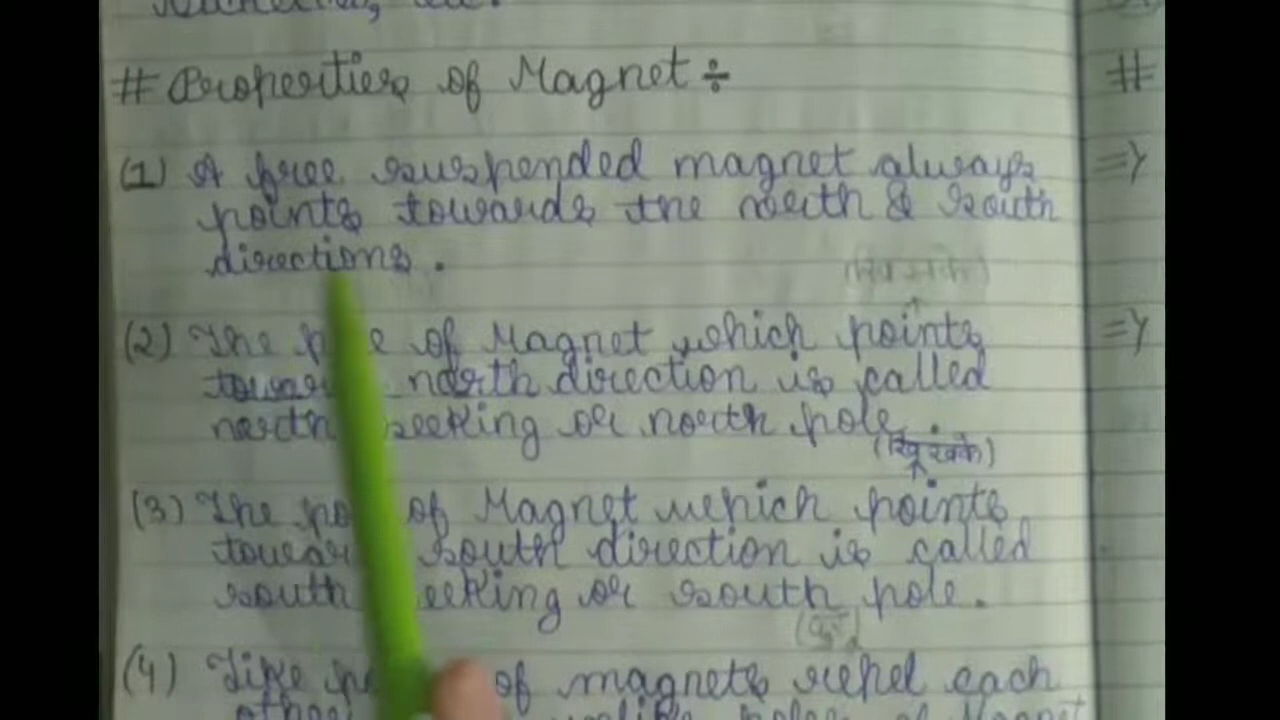 # Properties of Magnet ÷
(1) A free suspended magnet always
points towards the north & south
directions.
(2) The of Magnet which points
north direction is called
north seeking or north pole.
(3) The of Magnet which points
south direction is called
south seeking or south pole.
(4) Like of magnets repel each